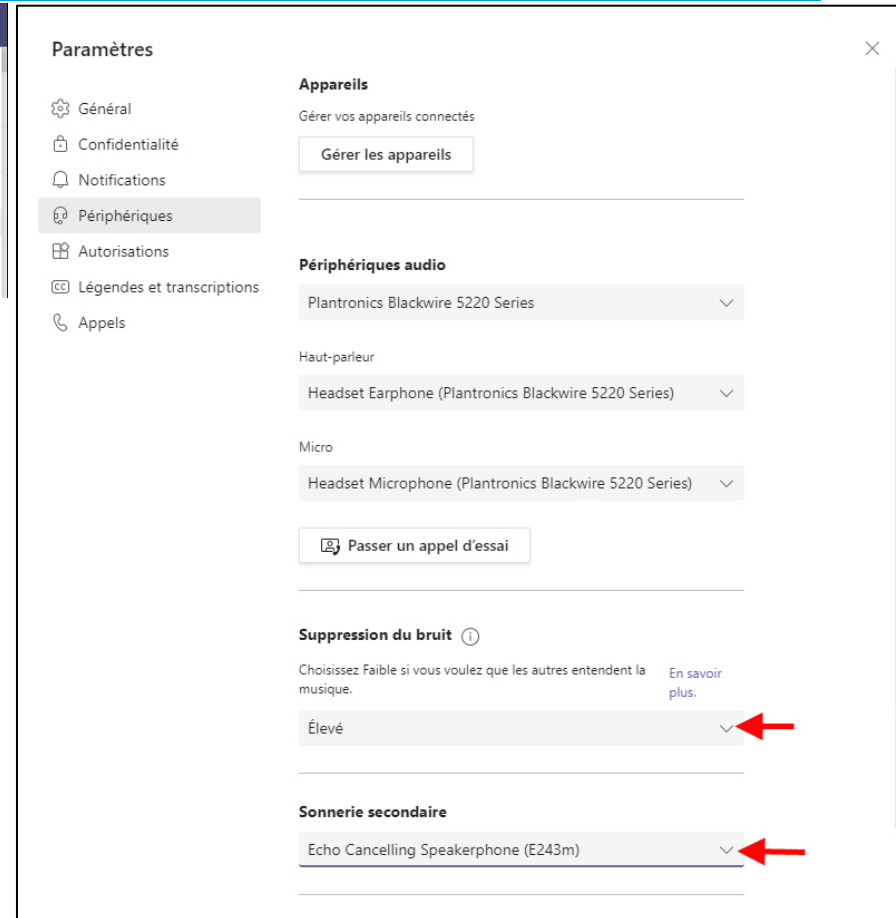 Paramètres
Général
Confidentialité
Notifications
Périphériques
Autorisations
CC Légendes et transcriptions
Appels
Appareils
Gérer vos appareils connectés
Gérer les appareils
Périphériques audio
Plantronics Blackwire 5220 Series
Haut-parleur
Headset Earphone (Plantronics Blackwire 5220 Series)
Micro
Headset Microphone (Plantronics Blackwire 5220 Series)
Passer un appel d'essai
Suppression du bruit
Choisissez Faible si vous voulez que les autres entendent la
musique.
En savoir
plus.
Élevé
Sonnerie secondaire
Echo Cancelling Speakerphone (E243m)